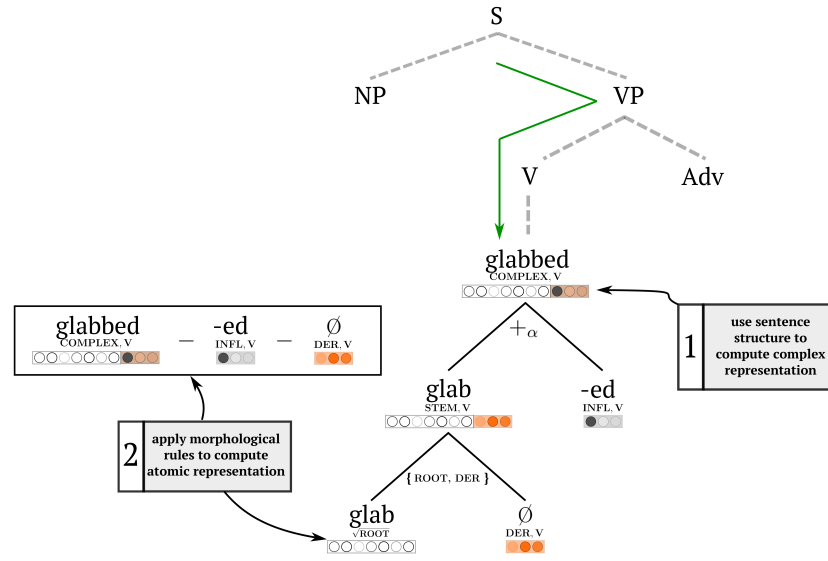 S
NP VP
V Adv
glabbed
COMPLEX, V
+α
1
use sentence
structure to
compute complex
representation
glabbed – -ed – ∅
COMPLEX, V INFL, V DER, V
glab -ed
STEM, V INFL, V
2
apply morphological
rules to compute
atomic representation
{ ROOT, DER }
glab ∅
√ROOT DER, V